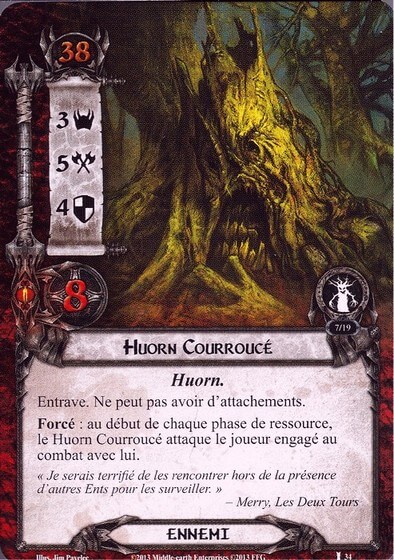 38
3
5
4
8
7/19
Huorn Courroucé
Huorn.
Entrave. Ne peut pas avoir d'attachements.
Forcé : au début de chaque phase de ressource,
le Huorn Courroucé attaque le joueur engagé au
combat avec lui.
« Je serais terrifié de les rencontrer hors de la présence
d'autres Ents pour les surveiller. »
– Merry, Les Deux Tours
ENNEMI
Illus. Jim Pavelec ©2013 Middle-earth Enterprises ©2013 FFG 34